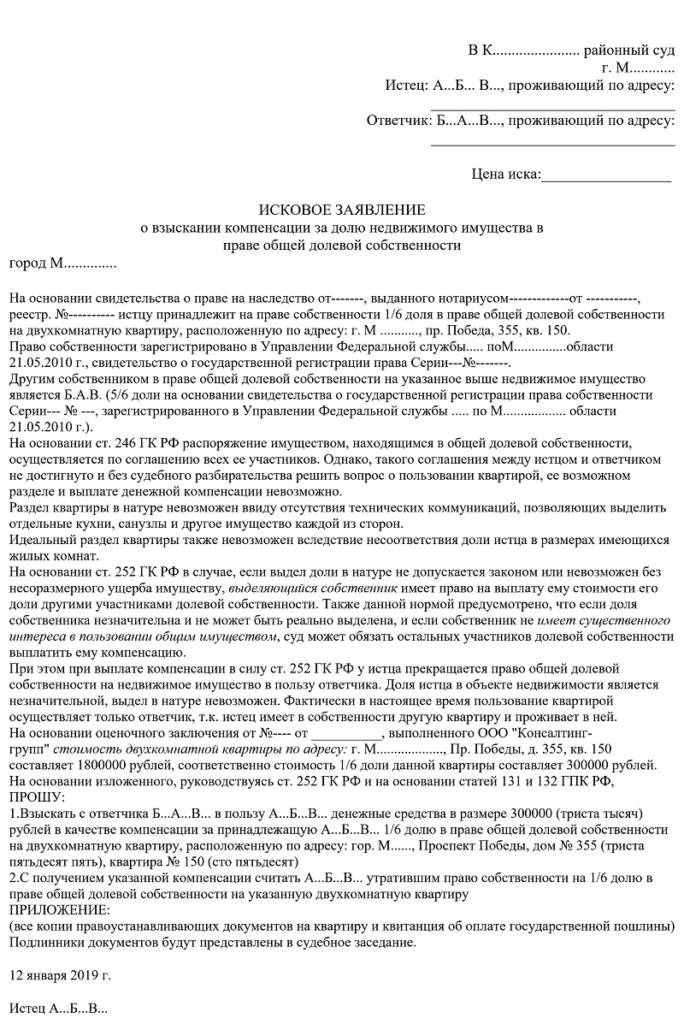 В К....................... районный суд
г. М............
Истец: А...Б... В..., проживающий по адресу:
_________________________________
Ответчик: Б...А...В..., проживающий по адресу:
_________________________________
Цена иска:__________________
ИСКОВОЕ ЗАЯВЛЕНИЕ
о взыскании компенсации за долю недвижимого имущества в
праве общей долевой собственности
город М..............
На основании свидетельства о праве на наследство от-------, выданного нотариусом-------------от -----------,
реестр. №---------- истцу принадлежит на праве собственности 1/6 доля в праве общей долевой собственности
на двухкомнатную квартиру, расположенную по адресу: г. М ..........., пр. Победа, 355, кв. 150.
Право собственности зарегистрировано в Управлении Федеральной службы..... поМ..............области
21.05.2010 г., свидетельство о государственной регистрации права Серии---№-------.
Другим собственником в праве общей долевой собственности на указанное выше недвижимое имущество
является Б.А.В. (5/6 доли на основании свидетельства о государственной регистрации права собственности
Серии--- № ---, зарегистрированного в Управлении Федеральной службы ..... по М................. области
21.05.2010 г.).
На основании ст. 246 ГК РФ распоряжение имуществом, находящимся в общей долевой собственности,
осуществляется по соглашению всех ее участников. Однако, такого соглашения между истцом и ответчиком
не достигнуто и без судебного разбирательства решить вопрос о пользовании квартирой, ее возможном
разделе и выплате денежной компенсации невозможно.
Раздел квартиры в натуре невозможен ввиду отсутствия технических коммуникаций, позволяющих выделить
отдельные кухни, санузлы и другое имущество каждой из сторон.
Идеальный раздел квартиры также невозможен вследствие несоответствия доли истца в размерах имеющихся
жилых комнат.
На основании ст. 252 ГК РФ в случае, если выдел доли в натуре не допускается законом или невозможен без
несоразмерного ущерба имуществу, выделяющийся собственник имеет право на выплату ему стоимости его
доли другими участниками долевой собственности. Также данной нормой предусмотрено, что если доля
собственника незначительна и не может быть реально выделена, и если собственник не имеет существенного
интереса в пользовании общим имуществом, суд может обязать остальных участников долевой собственности
выплатить ему компенсацию.
При этом при выплате компенсации в силу ст. 252 ГК РФ у истца прекращается право общей долевой
собственности на недвижимое имущество в пользу ответчика. Доля истца в объекте недвижимости является
незначительной, выдел в натуре невозможен. Фактически в настоящее время пользование квартирой
осуществляет только ответчик, т.к. истец имеет в собственности другую квартиру и проживает в ней.
На основании оценочного заключения от №---- от __________, выполненного ООО "Консалтинг-
групп" стоимость двухкомнатной квартиры по адресу: г. М.................., Пр. Победы, д. 355, кв. 150
составляет 1800000 рублей, соответственно стоимость 1/6 доли данной квартиры составляет 300000 рублей.
На основании изложенного, руководствуясь ст. 252 ГК РФ и на основании статей 131 и 132 ГПК РФ,
ПРОШУ:
1.Взыскать с ответчика Б...А...В... в пользу А...Б...В... денежные средства в размере 300000 (триста тысяч)
рублей в качестве компенсации за принадлежащую А...Б...В... 1/6 долю в праве общей долевой собственности
на двухкомнатную квартиру, расположенную по адресу: гор. М......, Проспект Победы, дом № 355 (триста
пятьдесят пять), квартира № 150 (сто пятьдесят)
2.С получением указанной компенсации считать А...Б...В... утратившим право собственности на 1/6 долю в
праве общей долевой собственности на указанную двухкомнатную квартиру
ПРИЛОЖЕНИЕ:
(все копии правоустанавливающих документов на квартиру и квитанция об оплате государственной пошлины)
Подлинники документов будут представлены в судебное заседание.
12 января 2019 г.
Истец А...Б...В...